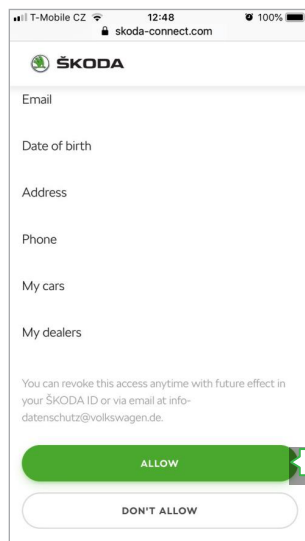 T-Mobile CZ 12:48 100%
skoda-connect.com
ŠKODA
Email
Date of birth
Address
Phone
My cars
My dealers
You can revoke this access anytime with future effect in
your ŠKODA ID or via email at info-
datenschutz@volkswagen.de.
ALLOW
DON'T ALLOW